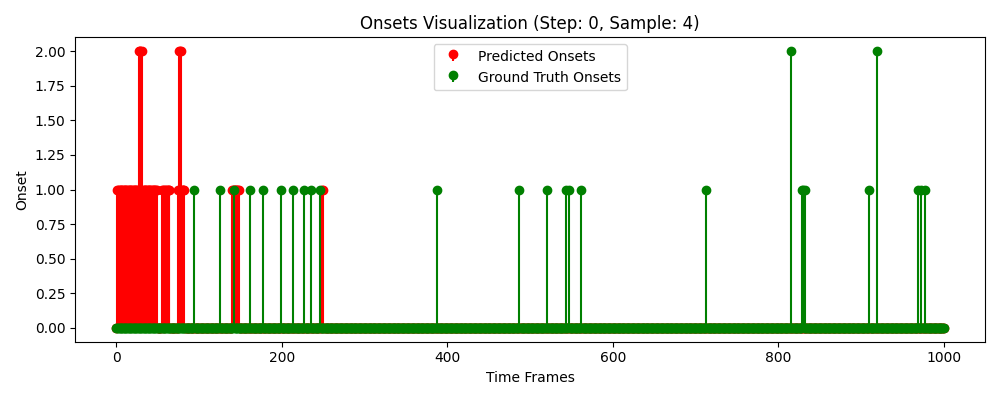 Onsets Visualization (Step: 0, Sample: 4)
Predicted Onsets
Ground Truth Onsets
Onset
2.00
1.75
1.50
1.25
1.00
0.75
0.50
0.25
0.00
0 200 400 600 800 1000
Time Frames